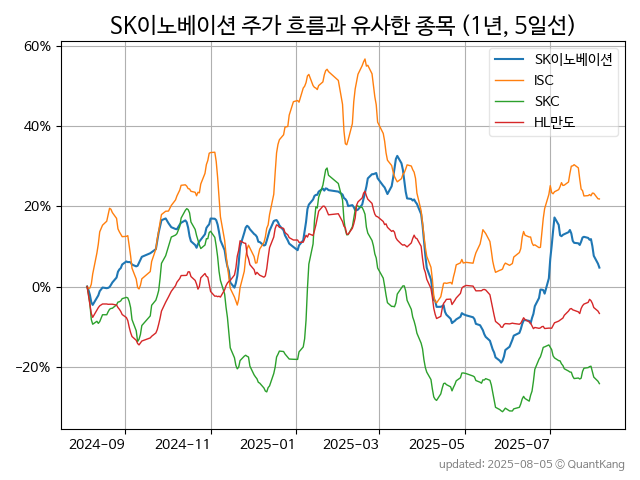 SK이노베이션 주가 흐름과 유사한 종목 (1년, 5일선)
60%
40%
20%
0%
−20%
SK이노베이션
ISC
SKC
HL만도
2024-09
2024-11
2025-01
2025-03
2025-05
2025-07
updated: 2025-08-05 ⓒ QuantKang